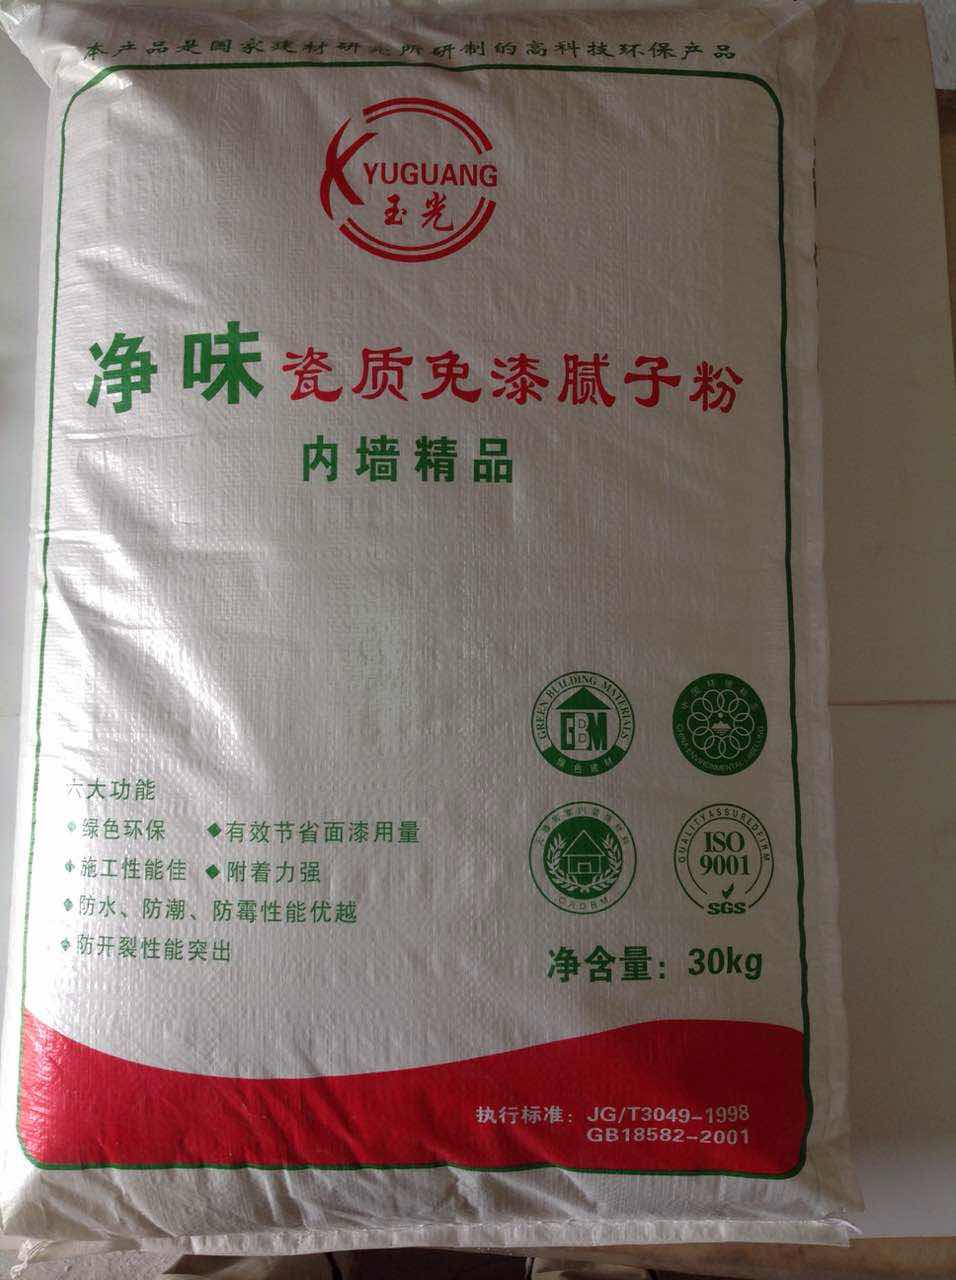 本产品是国家建材研究所研制的高科技环保产品
YUGUANG
玉光
净味瓷质免漆腻子粉
内墙精品
GREEN BUILDING MATERIALS
GBM
绿色建材
CHINA ENVIRONMENTAL LABELLING
六大功能
绿色环保 ◆有效节省面漆用量
施工性能佳 ◆附着力强
防水、防潮、防霉性能优越
防开裂性能突出
CADBM
QUALITY ASSURED FIRM
ISO
9001
SGS
净含量：30kg
执行标准：JG/T3049-1998
GB18582-2001